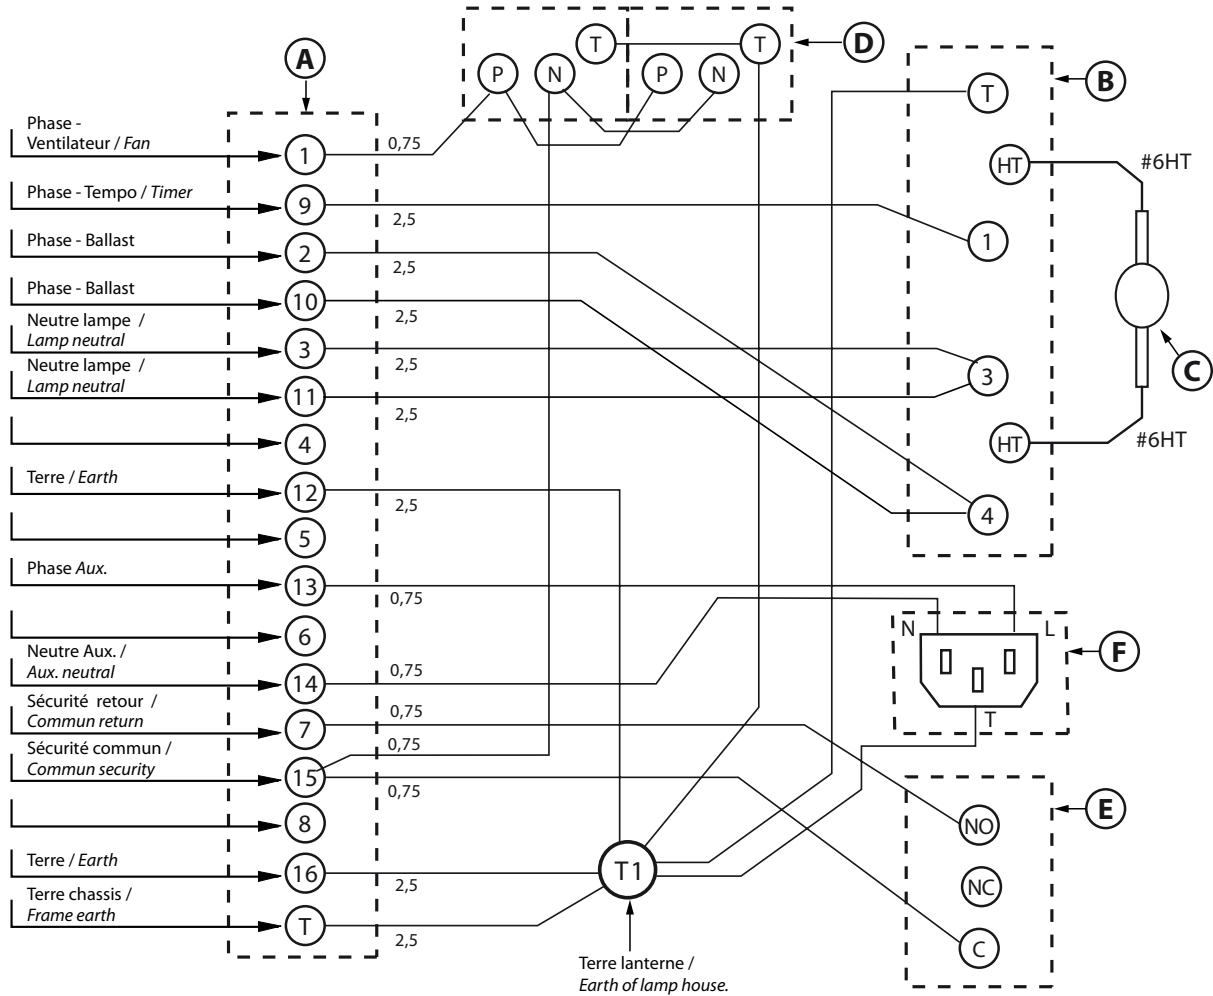 A
Phase -
Ventilateur / Fan
1
0,75
Phase - Tempo / Timer
9
2,5
Phase - Ballast
2
2,5
Phase - Ballast
10
2,5
Neutre lampe /
Lamp neutral
3
2,5
Neutre lampe /
Lamp neutral
11
2,5
4
Terre / Earth
12
2,5
5
Phase Aux.
13
0,75
6
Neutre Aux. /
Aux. neutral
14
0,75
Sécurité retour /
Commun return
7
0,75
Sécurité commun /
Commun security
15
0,75
0,75
8
Terre / Earth
16
2,5
Terre chassis /
Frame earth
T
2,5
T1
Terre lanterne /
Earth of lamp house.
P
N
T
P
N
T
D
B
T
HT
#6HT
1
3
C
HT
#6HT
4
N
L
T
F
E
NO
NC
C